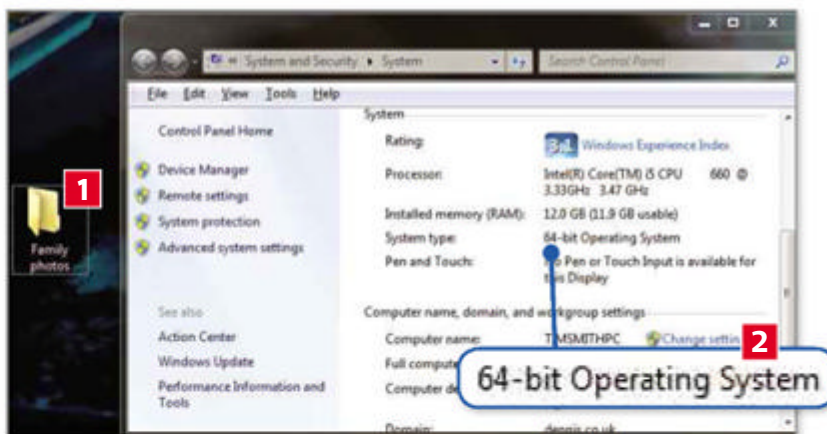 « System and Security ▸ System
Search Control Panel
File Edit View Tools Help
Control Panel Home
Device Manager
Remote settings
System protection
Advanced system settings
See also
Action Center
Windows Update
Performance Information and
Tools
System
Rating:
Windows Experience Index
Processor:
Intel(R) Core(TM) i5 CPU 660 @
3.33GHz 3.47 GHz
Installed memory (RAM):
12.0 GB (11.9 GB usable)
System type:
64-bit Operating System
Pen and Touch:
Pen or Touch Input is available for
this Display
Computer name, domain, and workgroup settings
Computer name:
Change settin
Full compute
Computer de
Domain:
dennis.co.uk
1
Family
photos
2
64-bit Operating System